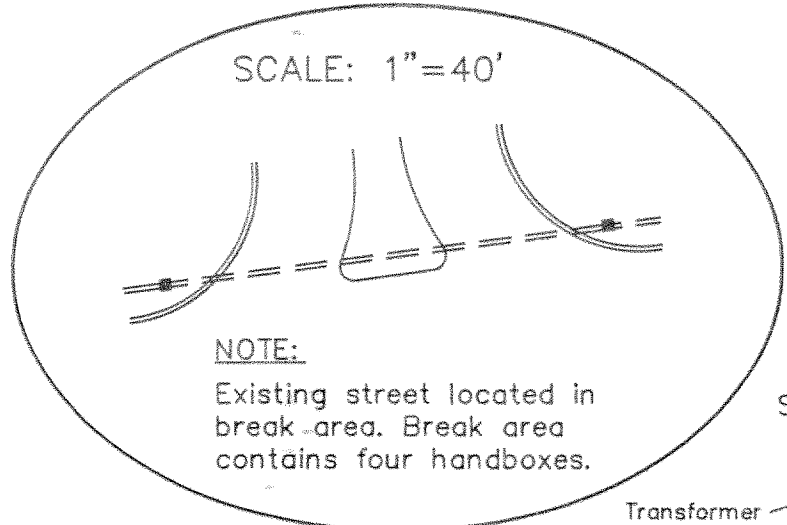 SCALE: 1"=40'
NOTE:
Existing street located in
break area. Break area
contains four handboxes.
S
Transformer